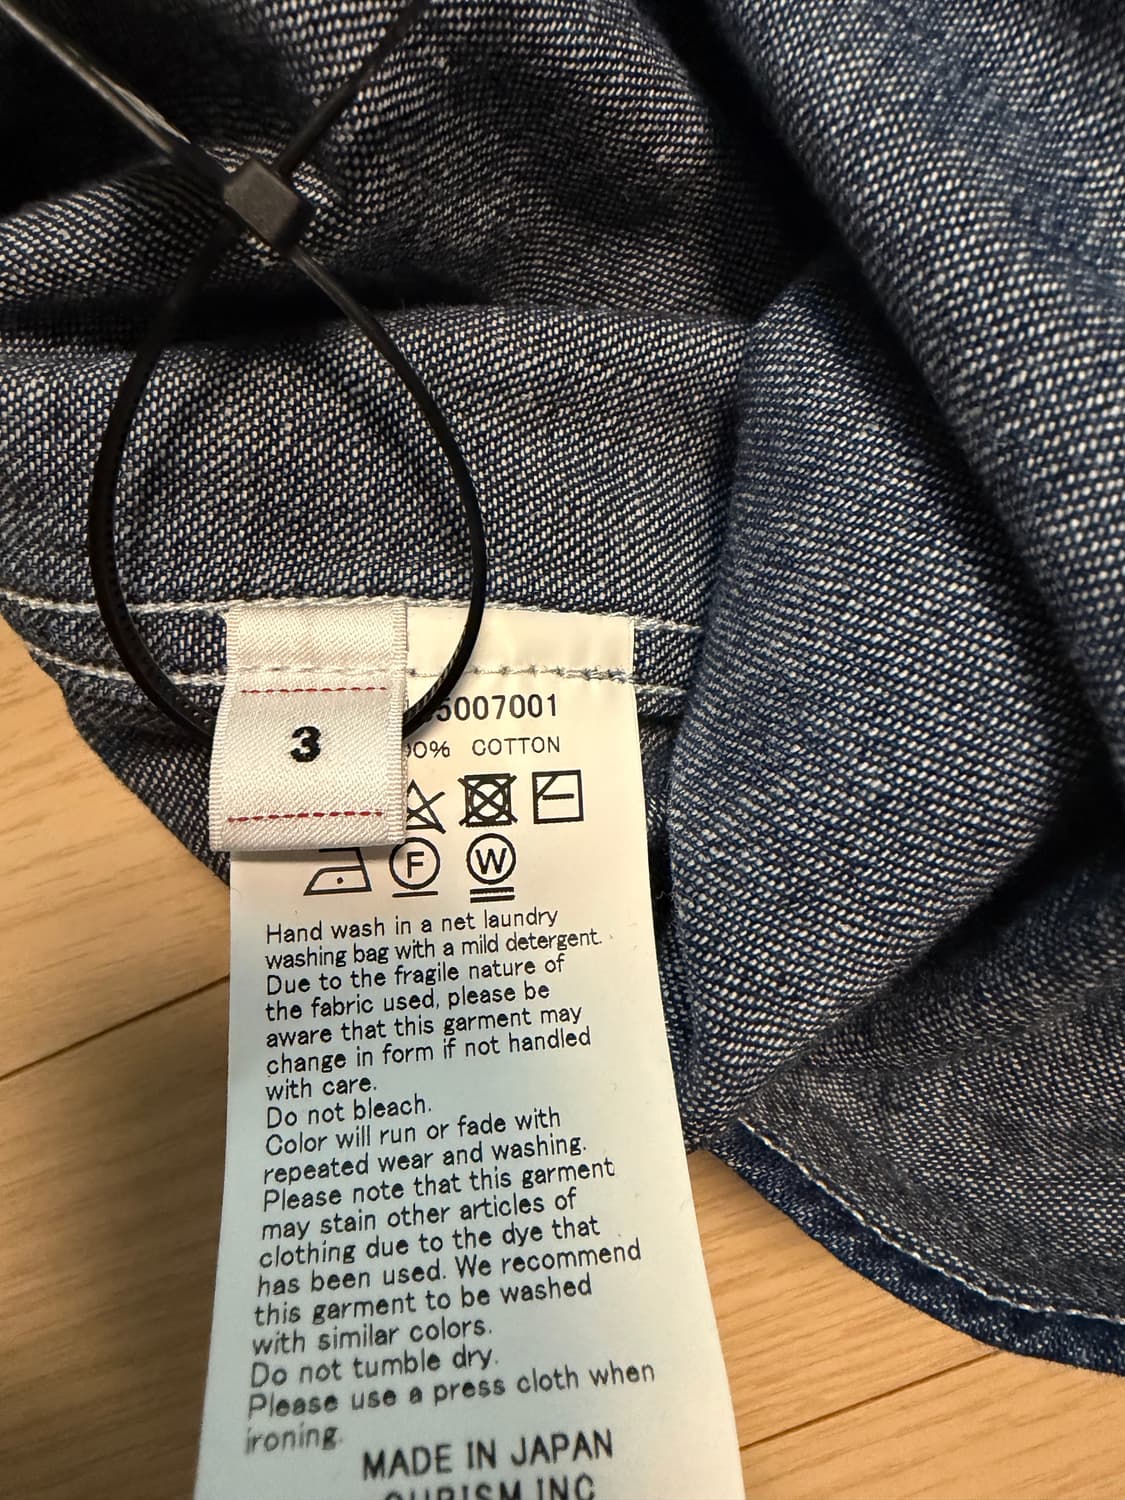 3
5007001
COTTON
F
W
Hand wash in a net laundry
washing bag with a mild detergent.
Due to the fragile nature of
the fabric used, please be
aware that this garment may
change in form if not handled
with care.
Do not bleach.
Color will run or fade with
repeated wear and washing.
Please note that this garment
may stain other articles of
clothing due to the dye that
has been used. We recommend
this garment to be washed
with similar colors.
Do not tumble dry.
Please use a press cloth when
ironing.
MADE IN JAPAN
INC